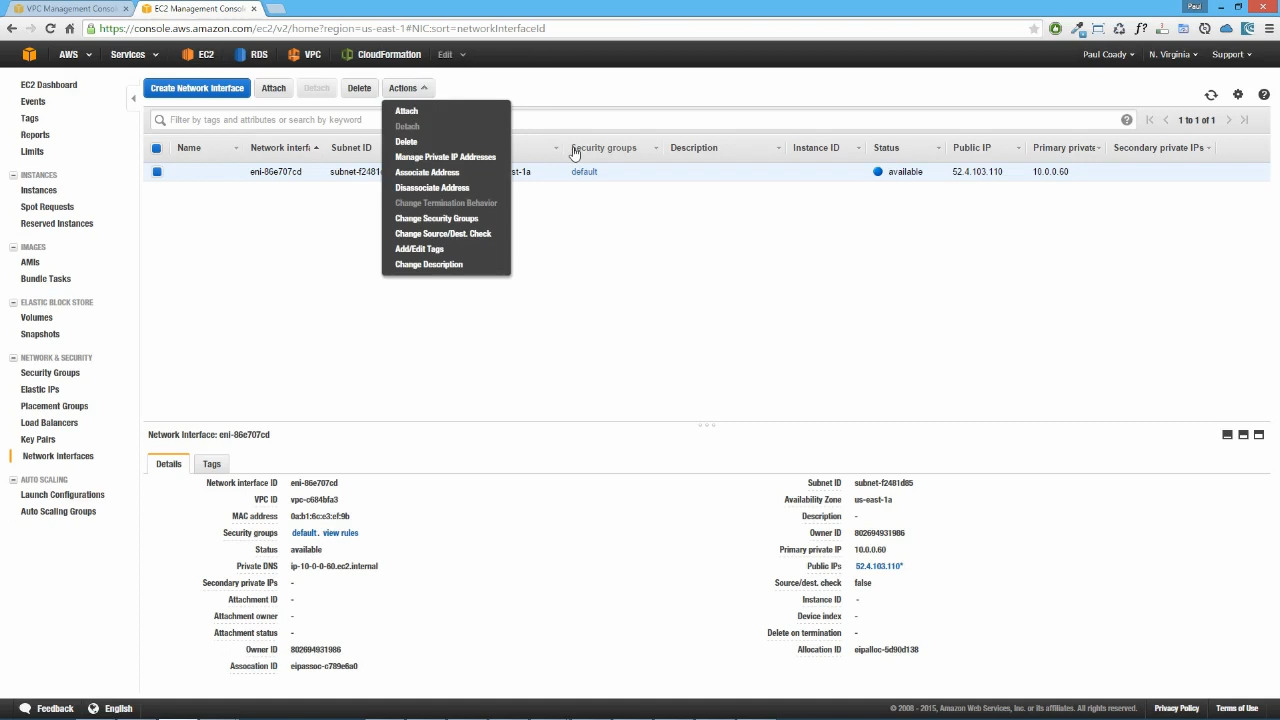 VPC Management Console
EC2 Management Console
Paul
https://console.aws.amazon.com/ec2/v2/home?region=us-east-1#NIC:sort=networkInterfaceId
AWS Services EC2 RDS VPC CloudFormation Edit Paul Coady N. Virginia Support
EC2 Dashboard
Events
Tags
Reports
Limits
INSTANCES
Instances
Spot Requests
Reserved Instances
IMAGES
AMIs
Bundle Tasks
ELASTIC BLOCK STORE
Volumes
Snapshots
NETWORK & SECURITY
Security Groups
Elastic IPs
Placement Groups
Load Balancers
Key Pairs
Network Interfaces
AUTO SCALING
Launch Configurations
Auto Scaling Groups
Create Network Interface Attach Detach Delete Actions
Filter by tags and attributes or search by keyword
1 to 1 of 1
Name Network interfa Subnet ID Security groups Description Instance ID Status Public IP Primary private Secondary private IPs
eni-86e707cd subnet-f2481 st-1a default available 52.4.103.110 10.0.0.60
Attach
Detach
Delete
Manage Private IP Addresses
Associate Address
Disassociate Address
Change Termination Behavior
Change Security Groups
Change Source/Dest. Check
Add/Edit Tags
Change Description
Network Interface: eni-86e707cd
Details Tags
Network interface ID eni-86e707cd Subnet ID subnet-f2481d85
VPC ID vpc-c684bfa3 Availability Zone us-east-1a
MAC address 0a:b1:6c:e3:ef:9b Description -
Security groups default. view rules Owner ID 802694931986
Status available Primary private IP 10.0.0.60
Private DNS ip-10-0-0-60.ec2.internal Public IPs 52.4.103.110*
Secondary private IPs - Source/dest. check false
Attachment ID - Instance ID -
Attachment owner - Device index -
Attachment status - Delete on termination -
Owner ID 802694931986 Allocation ID eipalloc-5d90d138
Assocation ID eipassoc-c789e6a0
Feedback English © 2008 - 2015, Amazon Web Services, Inc. or its affiliates. All rights reserved. Privacy Policy Terms of Use